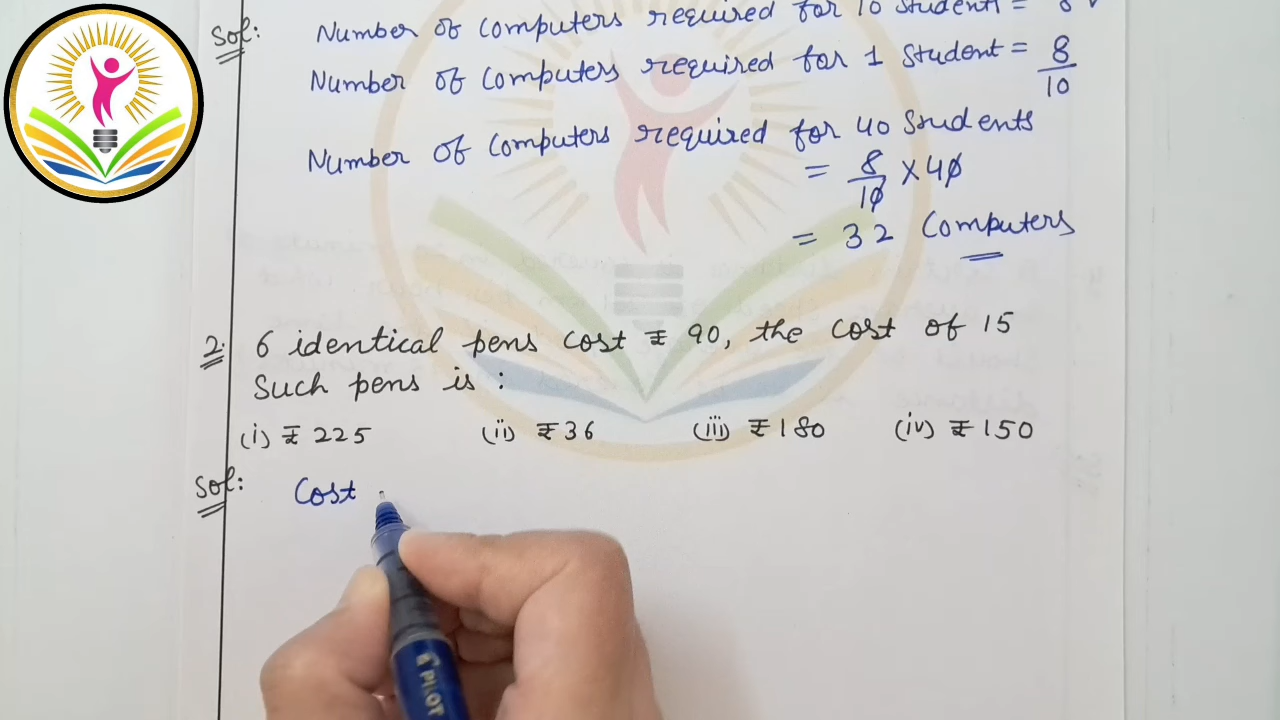 Sol: Number of Computers required for 10 Students = 8
Number of Computers required for 1 Student = 8/10
Number of Computers required for 40 Students
= 8/10 × 40
= 32 Computers
2. 6 identical pens cost ₹ 90, the cost of 15
Such pens is :
(i) ₹ 225 (ii) ₹ 36 (iii) ₹ 180 (iv) ₹ 150
Sol: Cost
PILOT